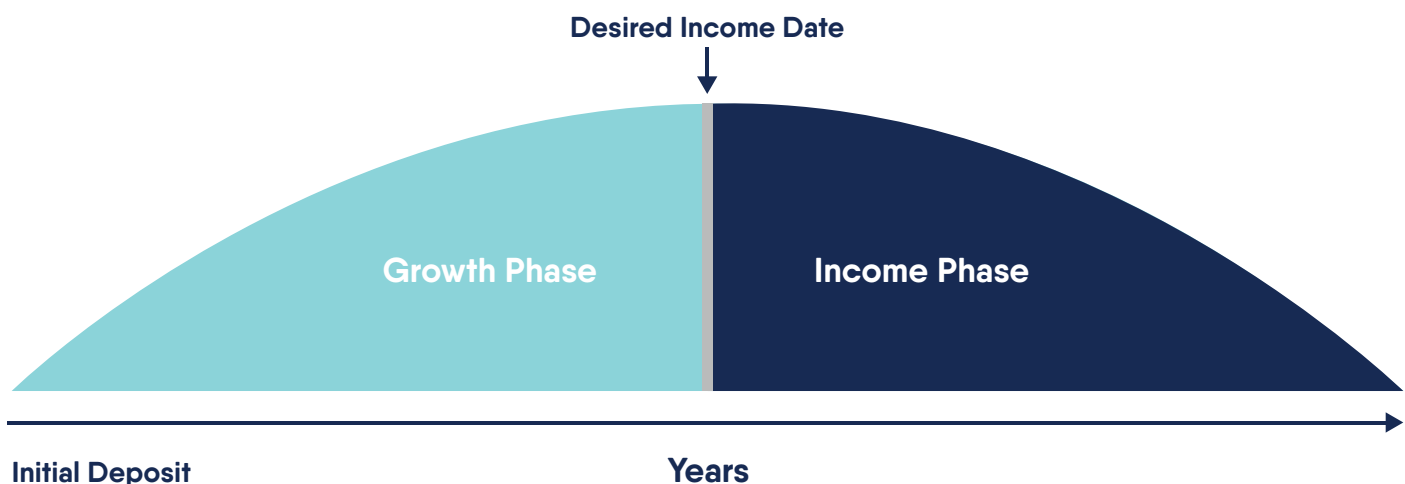 Desired Income Date
Growth Phase
Income Phase
Initial Deposit
Years